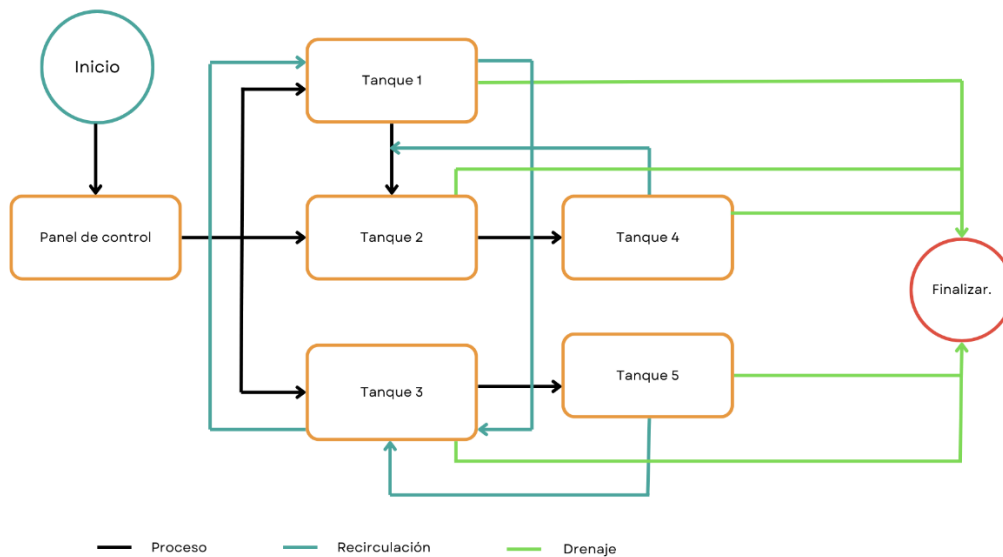 Inicio
Tanque 1
Panel de control
Tanque 2
Tanque 4
Finalizar.
Tanque 3
Tanque 5
Proceso
Recirculación
Drenaje